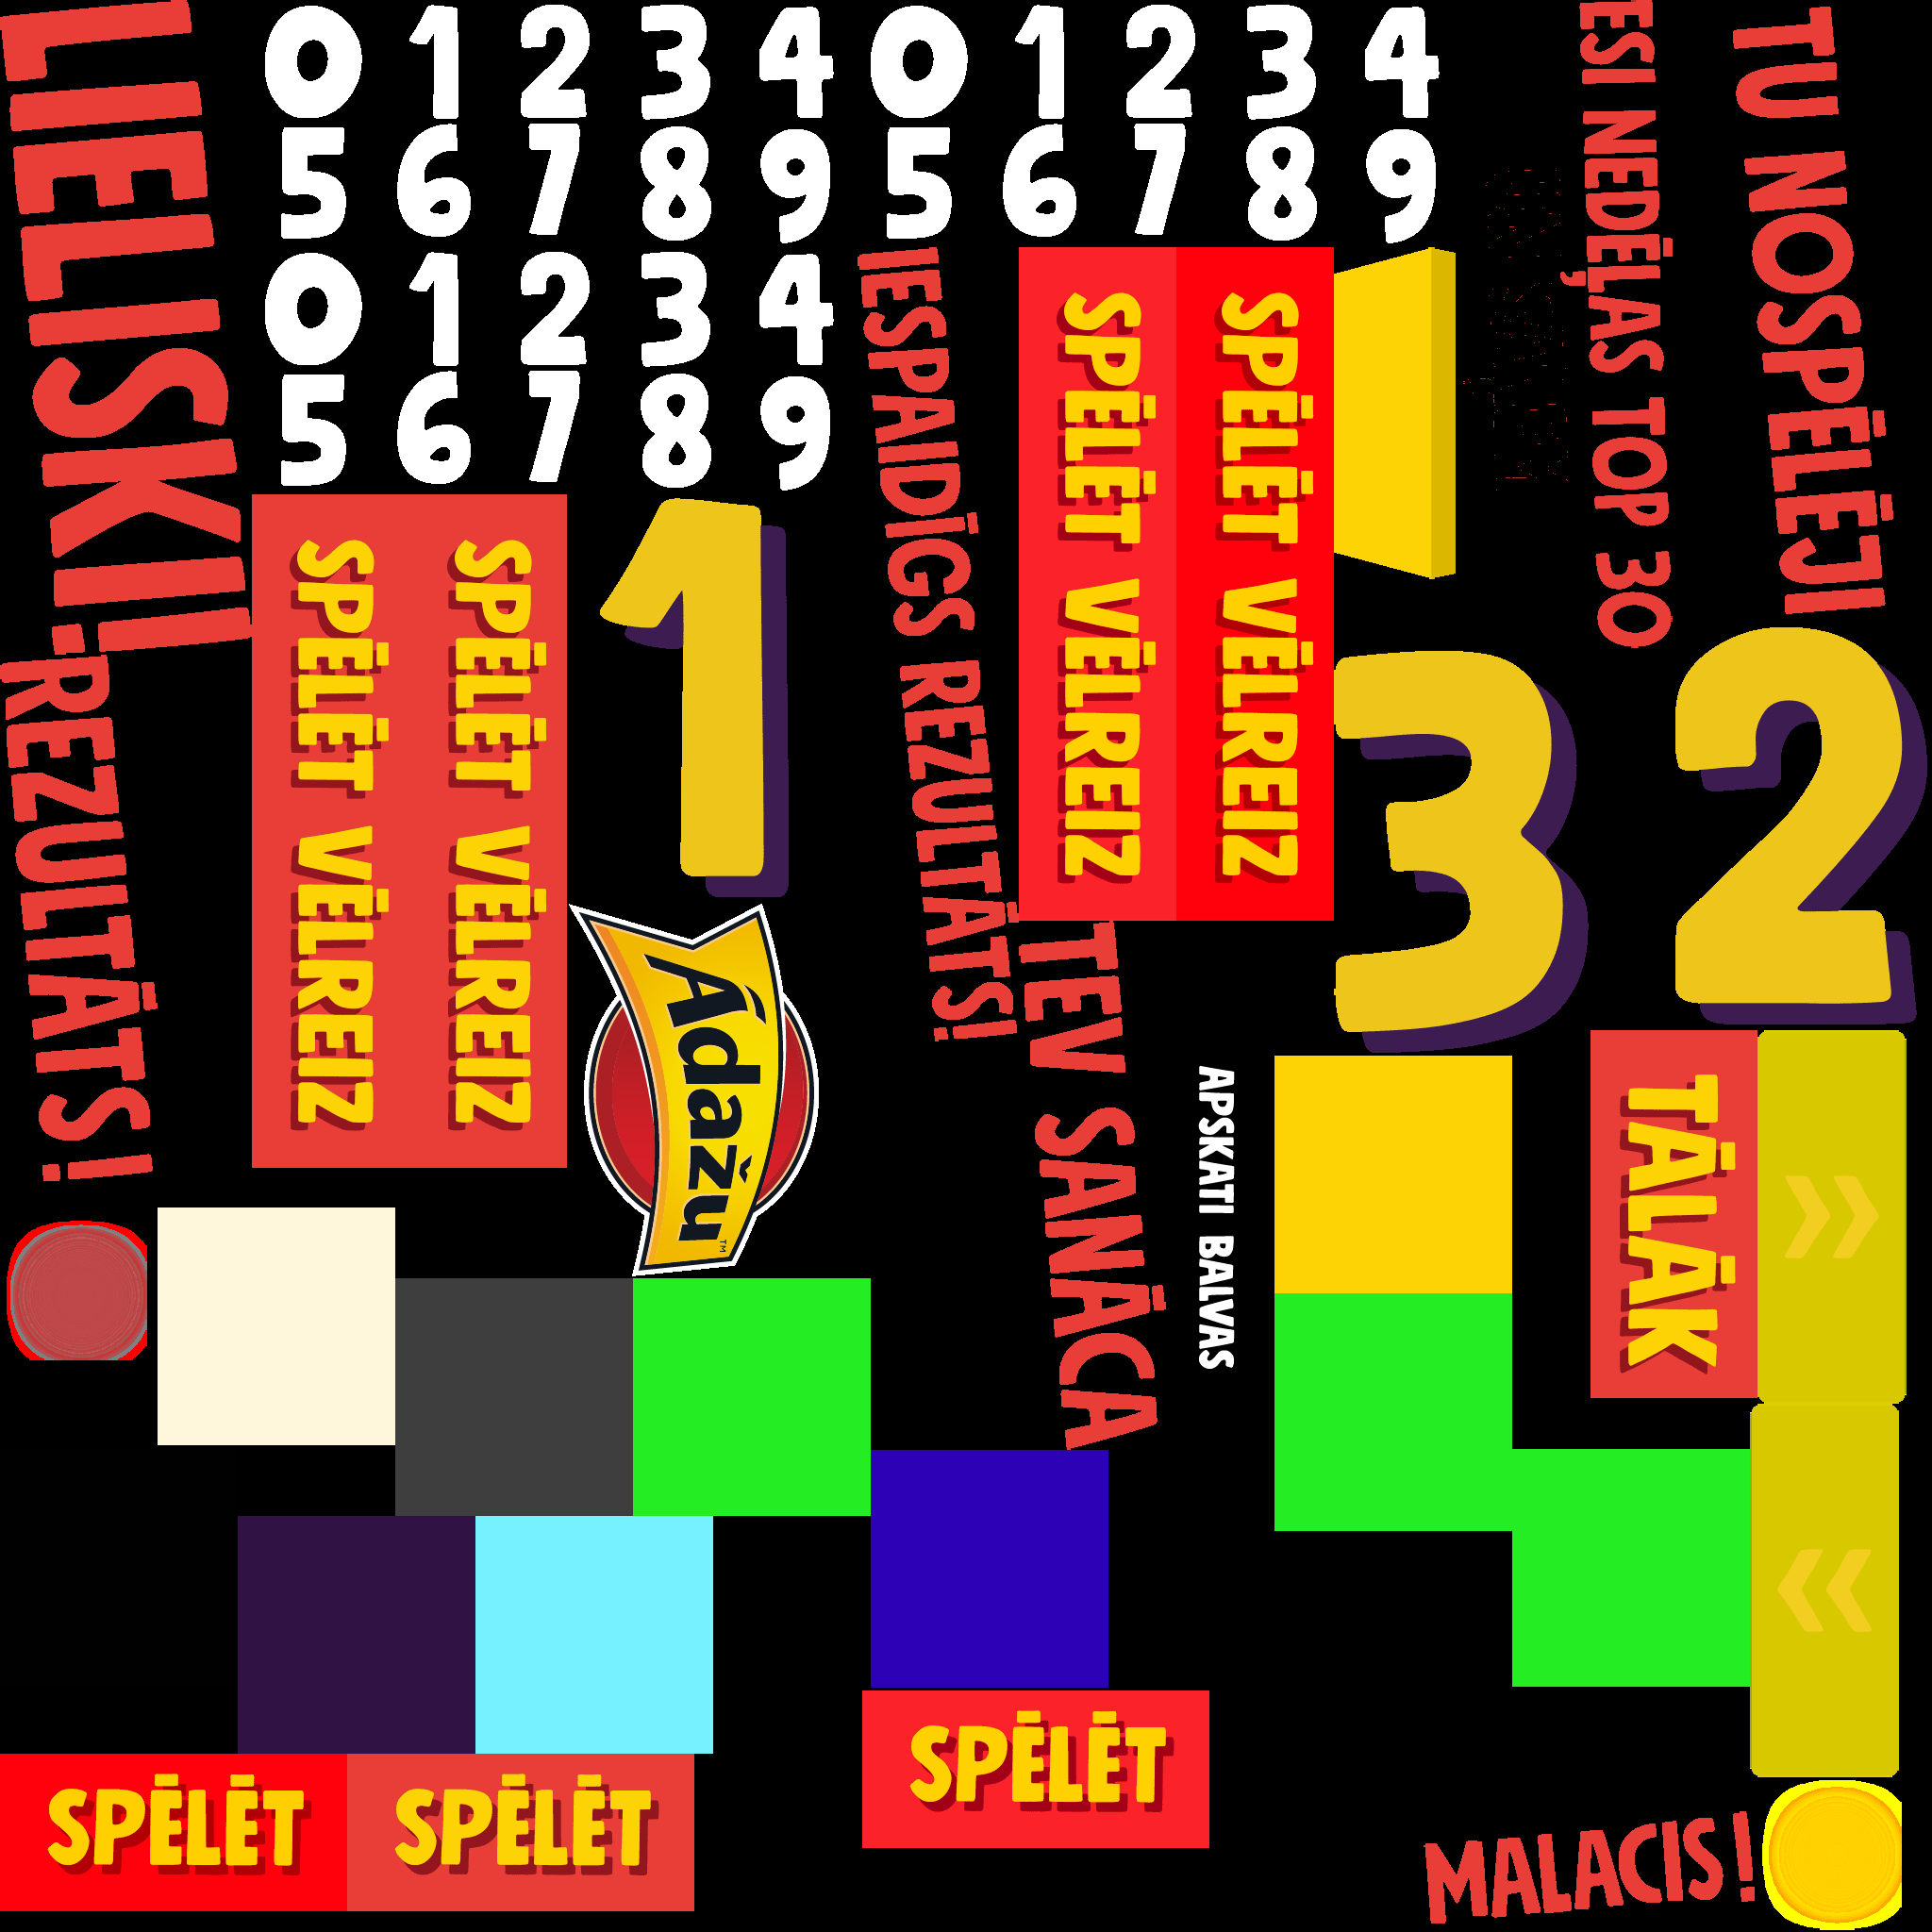 LIELISKI!
REZULTĀTS!
0 1 2 3 4
5 6 7 8 9
0 1 2 3 4
5 6 7 8 9
0 1 2 3 4
5 6 7 8 9
SPĒLĒT VĒLREIZ
SPĒLĒT VĒLREIZ
1
Adažu™
IESPAIDĪGS REZULTĀTS!
SPĒLĒT VĒLREIZ
SPĒLĒT VĒLREIZ
ESI NEDĒĻAS TOP 30
TU NOSPĒLĒJI!
3
2
TEV SANĀCA
APSKATI BALVAS
TĀLĀK
»
«
SPĒLĒT
SPĒLĒT
SPĒLĒT
MALACIS!